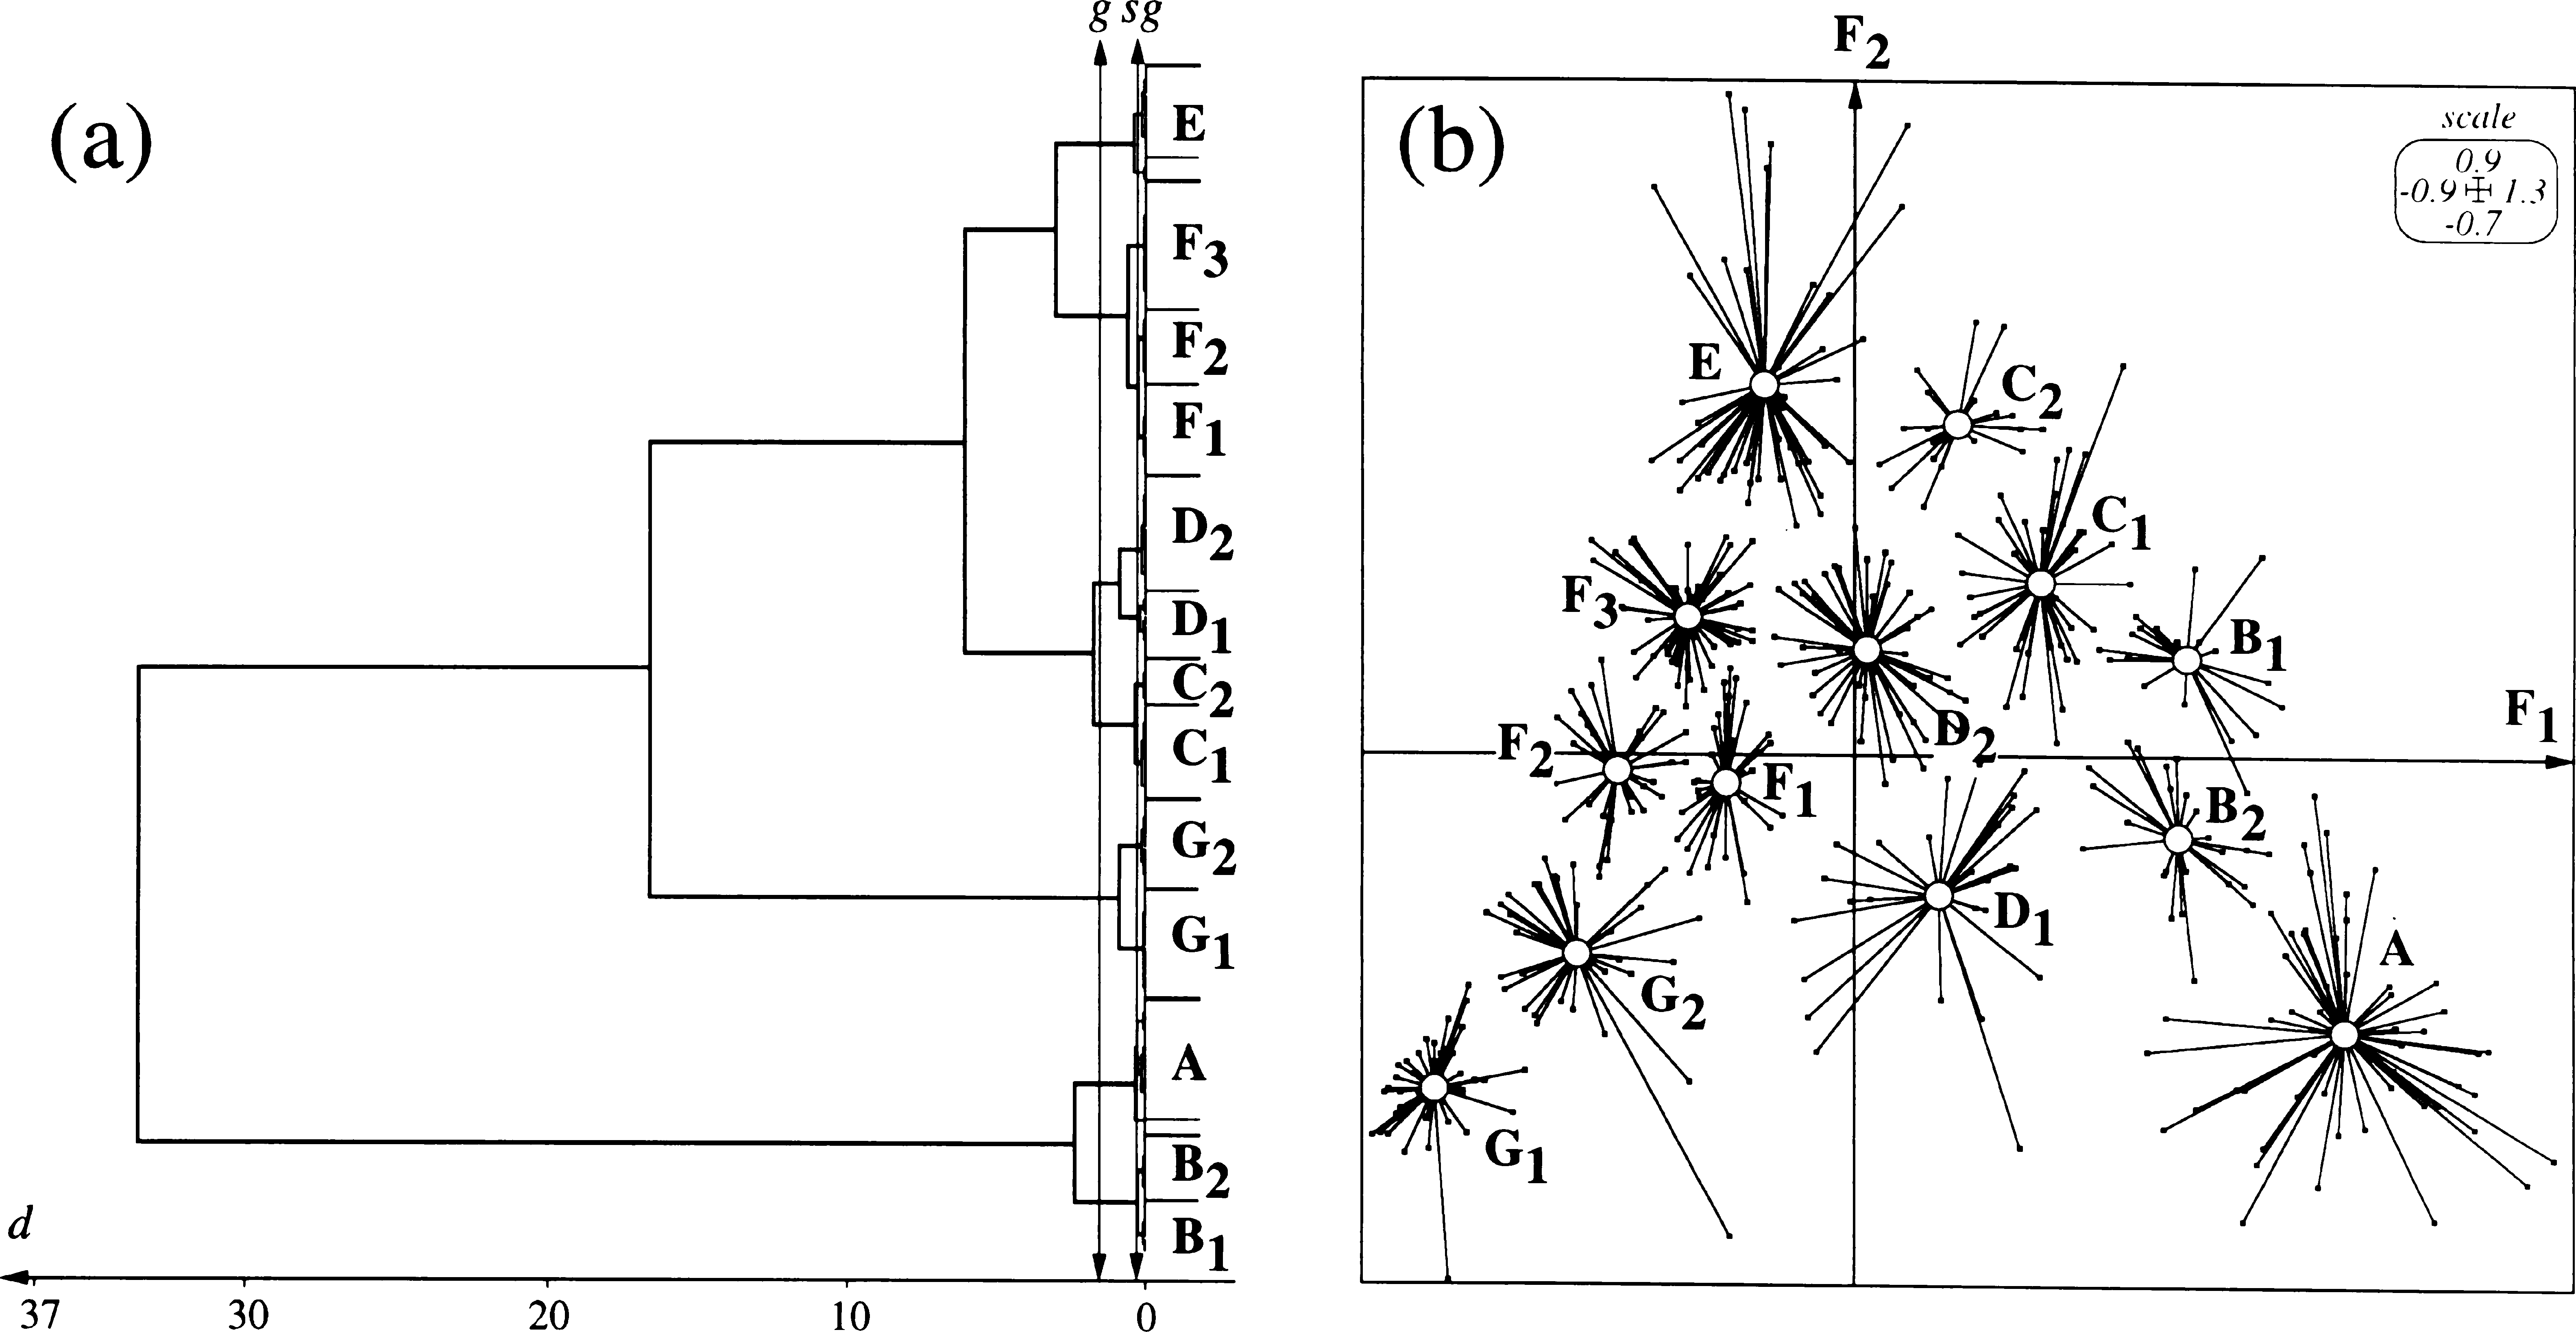 (a)
g sg
E
F3
F2
F1
D2
D1
C2
C1
G2
G1
A
B2
B1
d
37 30 20 10 0
(b)
F2
scale
0.9
-0.9 1.3
-0.7
E
C2
C1
F3
B1
F1
F2
D2
F1
B2
D1
A
G2
G1